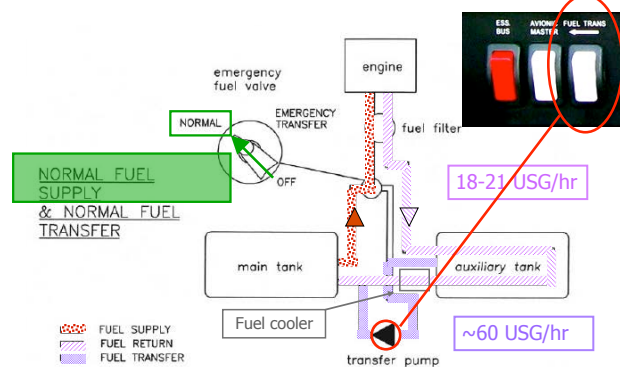 ESS.
BUS
AVIONIC
MASTER
FUEL TRANS
engine
emergency
fuel valve
EMERGENCY
TRANSFER
NORMAL
OFF
fuel filter
NORMAL FUEL
SUPPLY
& NORMAL FUEL
TRANSFER
18-21 USG/hr
main tank
auxiliary tank
Fuel cooler
~60 USG/hr
FUEL SUPPLY
FUEL RETURN
FUEL TRANSFER
transfer pump